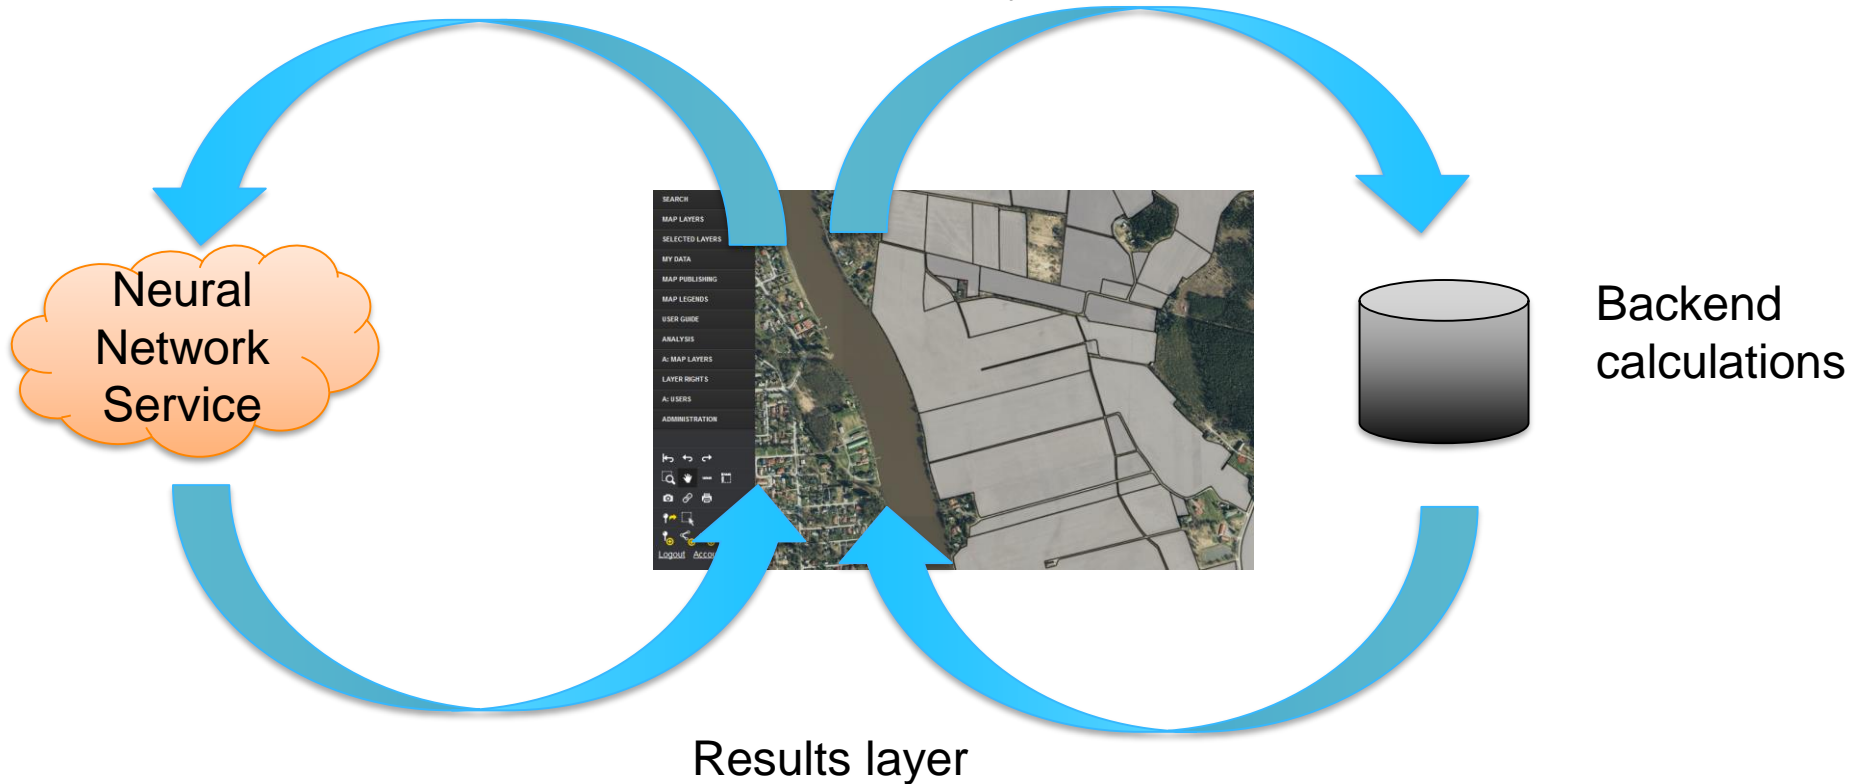 Neural
Network
Service
SEARCH
MAP LAYERS
SELECTED LAYERS
MY DATA
MAP PUBLISHING
MAP LEGENDS
USER GUIDE
ANALYSIS
A: MAP LAYERS
LAYER RIGHTS
A: USERS
ADMINISTRATION
Logout
Backend
calculations
Results layer